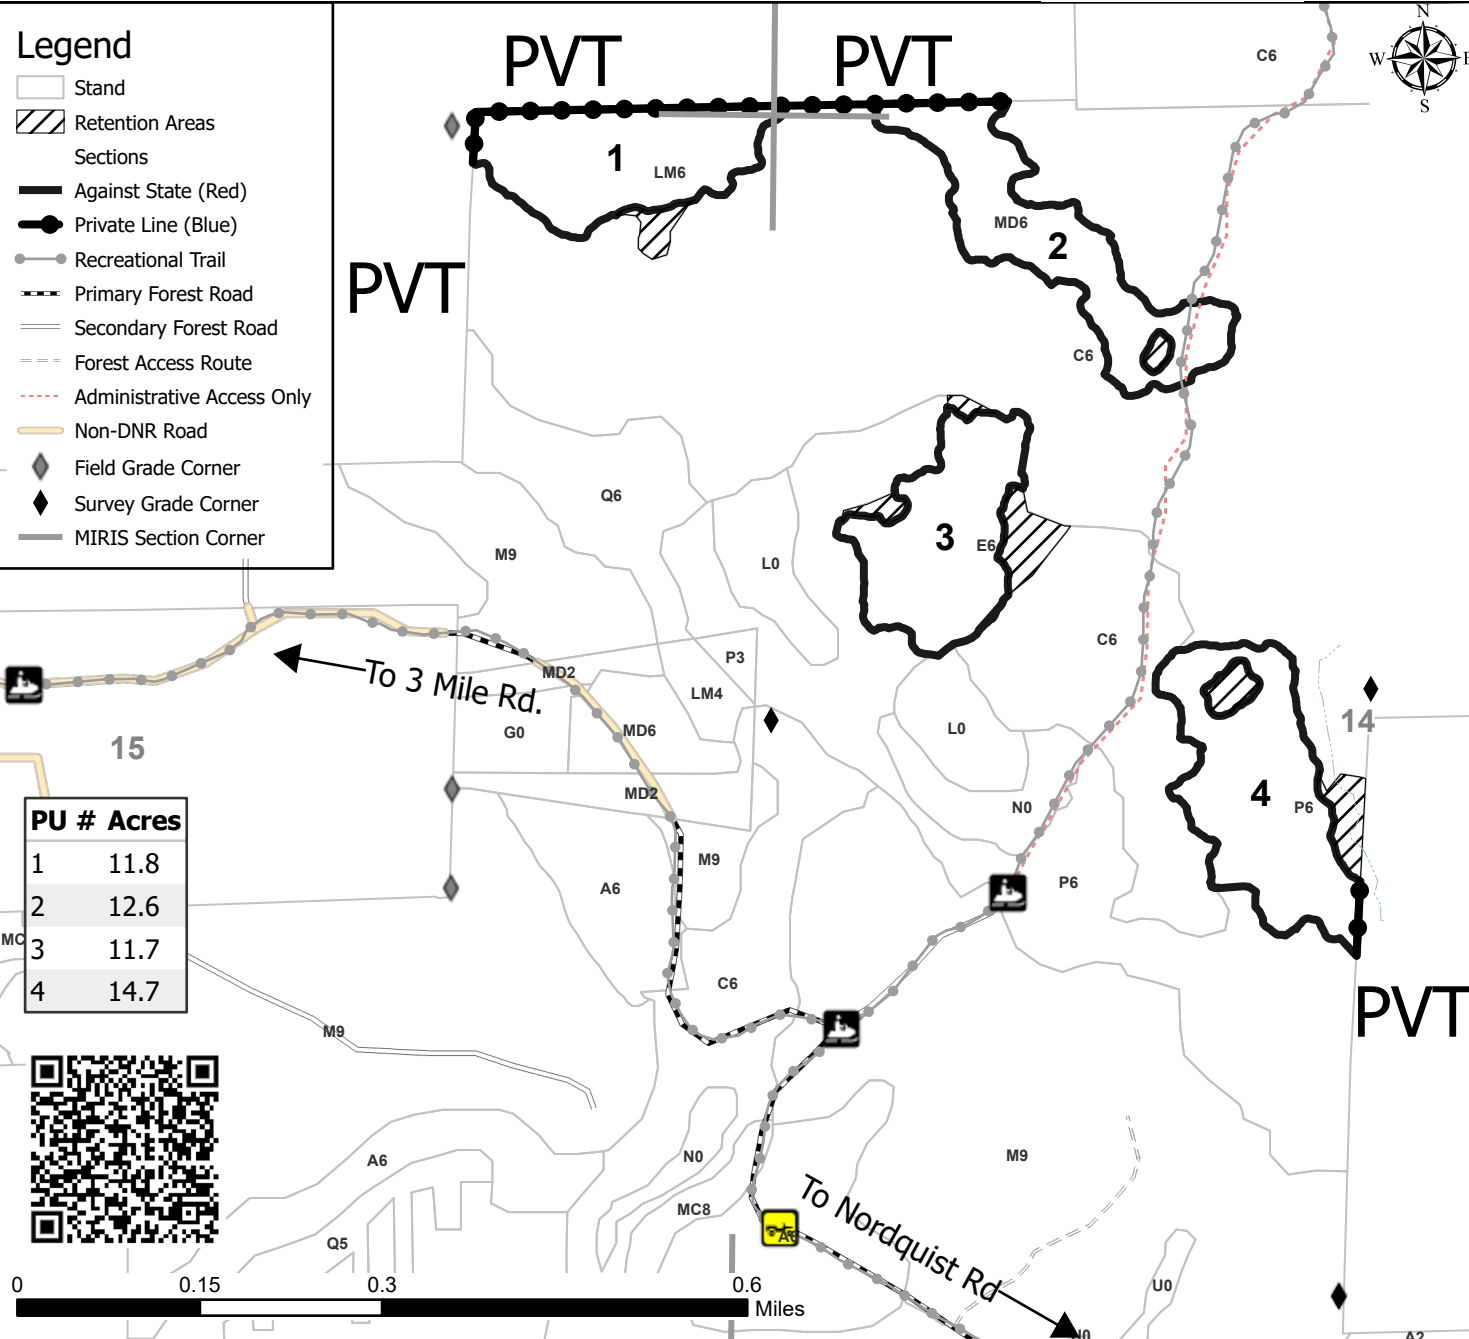 Legend
Stand
Retention Areas
Sections
Against State (Red)
Private Line (Blue)
Recreational Trail
Primary Forest Road
Secondary Forest Road
Forest Access Route
Administrative Access Only
Non-DNR Road
Field Grade Corner
Survey Grade Corner
MIRIS Section Corner
PVT
PVT
C6
N
W
E
S
1
LM6
MD6
2
PVT
C6
Q6
3
E6
M9
L0
C6
P3
MD2
To 3 Mile Rd.
LM4
G0
MD6
L0
14
15
MD2
N0
4
P6
PU # Acres
1 11.8
2 12.6
3 11.7
4 14.7
M9
A6
P6
MC
C6
PVT
M9
A6
N0
M9
MC8
To Nordquist Rd
A6
Q5
U0
0 0.15 0.3 0.6
Miles
N0
A2